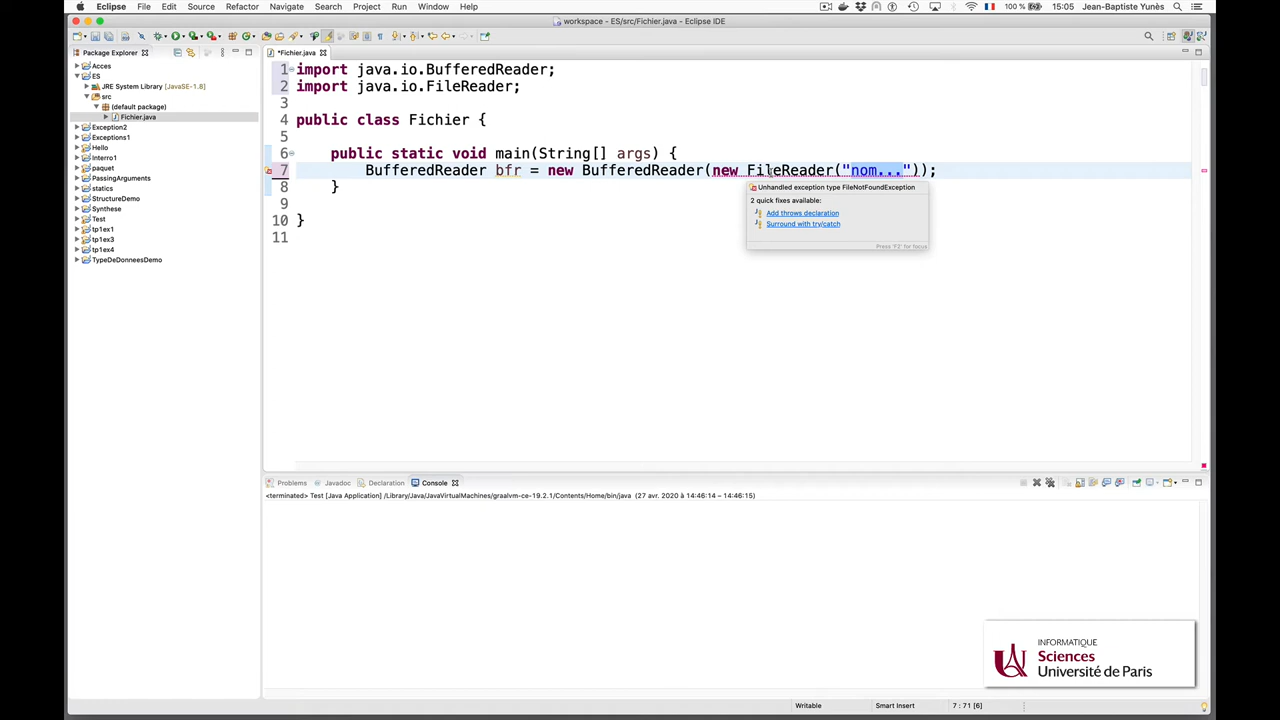 Eclipse File Edit Source Refactor Navigate Search Project Run Window Help 100 % 15:05 Jean-Baptiste Yunès
workspace - ES/src/Fichier.java - Eclipse IDE
Package Explorer
*Fichier.java
Acces
ES
JRE System Library [JavaSE-1.8]
src
(default package)
Fichier.java
Exception2
Exceptions1
Hello
Interro1
paquet
PassingArguments
statics
StructureDemo
Synthese
Test
tp1ex1
tp1ex3
tp1ex4
TypeDeDonneesDemo
1 import java.io.BufferedReader;
2 import java.io.FileReader;
3
4 public class Fichier {
5
6 public static void main(String[] args) {
7 BufferedReader bfr = new BufferedReader(new FileReader("nom..."));
8 }
9
10 }
11
Unhandled exception type FileNotFoundException
2 quick fixes available:
Add throws declaration
Surround with try/catch
Press 'F2' for focus
Problems Javadoc Declaration Console
<terminated> Test [Java Application] /Library/Java/JavaVirtualMachines/graalvm-ce-19.2.1/Contents/Home/bin/java (27 avr. 2020 à 14:46:14 – 14:46:15)
INFORMATIQUE
Sciences
Université de Paris
Writable Smart Insert 7 : 71 [6]